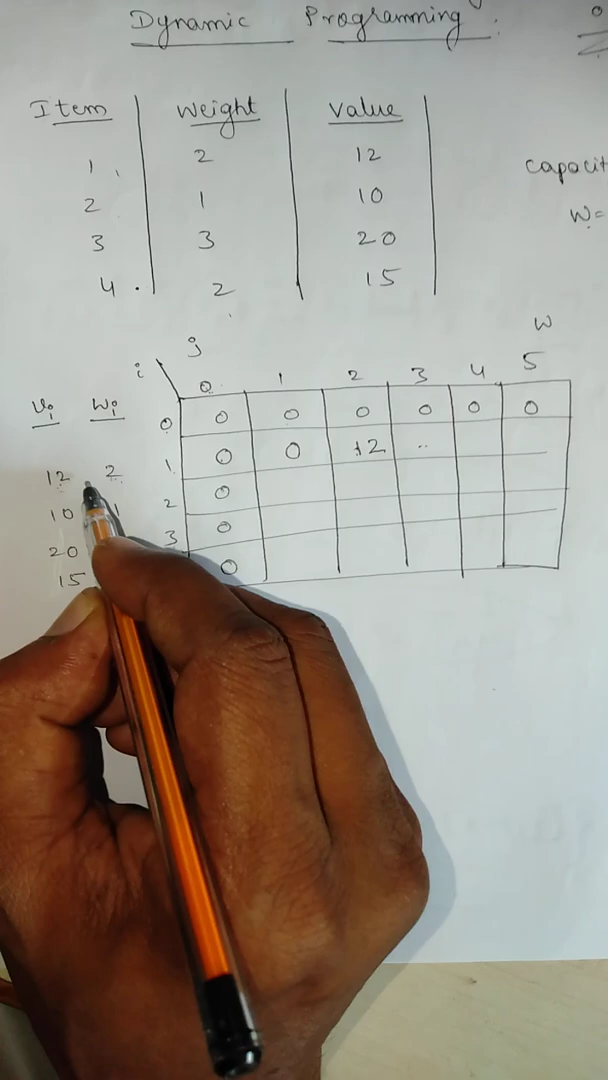 Dynamic Programming.
Item Weight Value
1 2 12
2 1 10
3 3 20
4 2 15
W=
j W
i 0 1 2 3 4 5
vi wi 0 0 0 0 0 0 0
12 2 1 0 0 12
10 1 2 0
20 3 0
15 0